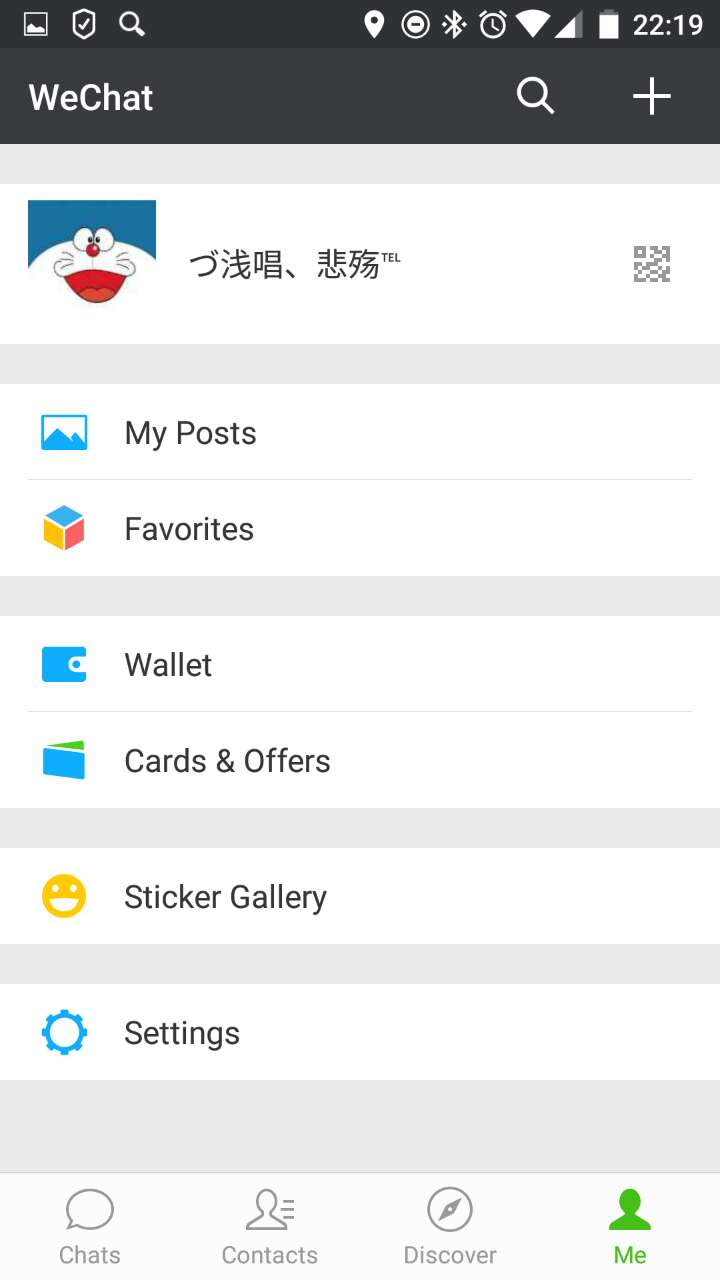 22:19
WeChat
づ浅唱、悲殇℡
My Posts
Favorites
Wallet
Cards & Offers
Sticker Gallery
Settings
Chats Contacts Discover Me